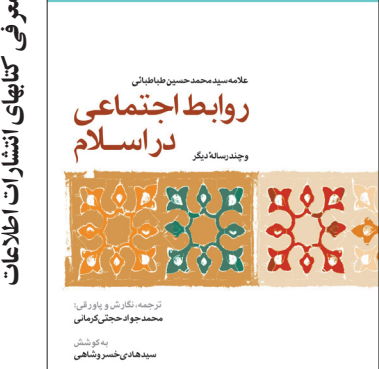 علامه سید محمد حسین طباطبائی
روابط اجتماعی
در اسلام
و چند رساله دیگر
ترجمه، نگارش و پاورقی:
محمدجواد حجتی‌کرمانی
به کوشش
سیدهادی خسروشاهی
معرفی کتابهای انتشارات اطلاعات